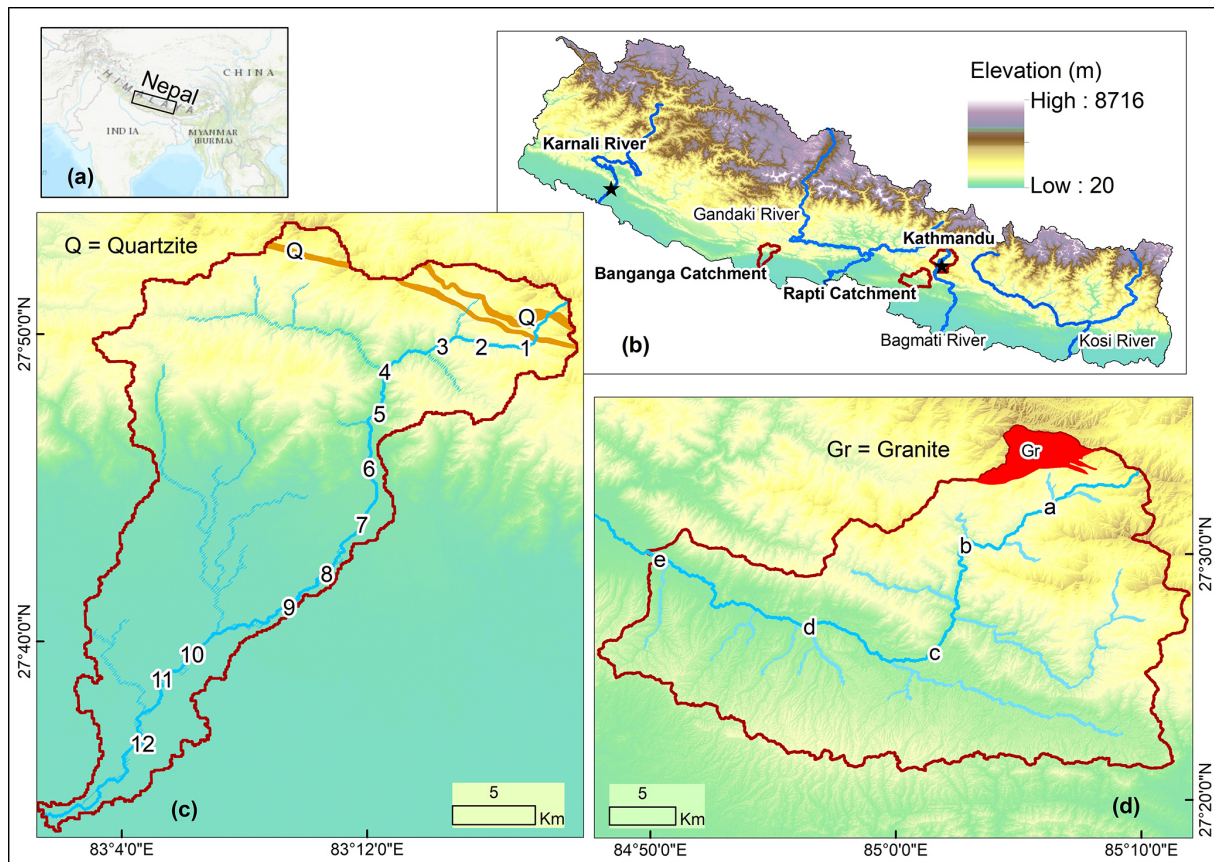 CHINA
HIMALAYA
Nepal
INDIA
MYANMAR
(BURMA)
(a)
Elevation (m)
High : 8716
Low : 20
Karnali River
Gandaki River
Kathmandu
Banganga Catchment
Rapti Catchment
Bagmati River
Kosi River
(b)
Q = Quartzite
Q
Q
27°50'0"N
1
2
3
4
5
6
7
8
9
27°40'0"N
10
11
12
(c)
5
Km
83°4'0"E
83°12'0"E
Gr = Granite
Gr
a
b
27°30'0"N
e
d
c
27°20'0"N
(d)
5
Km
84°50'0"E
85°0'0"E
85°10'0"E